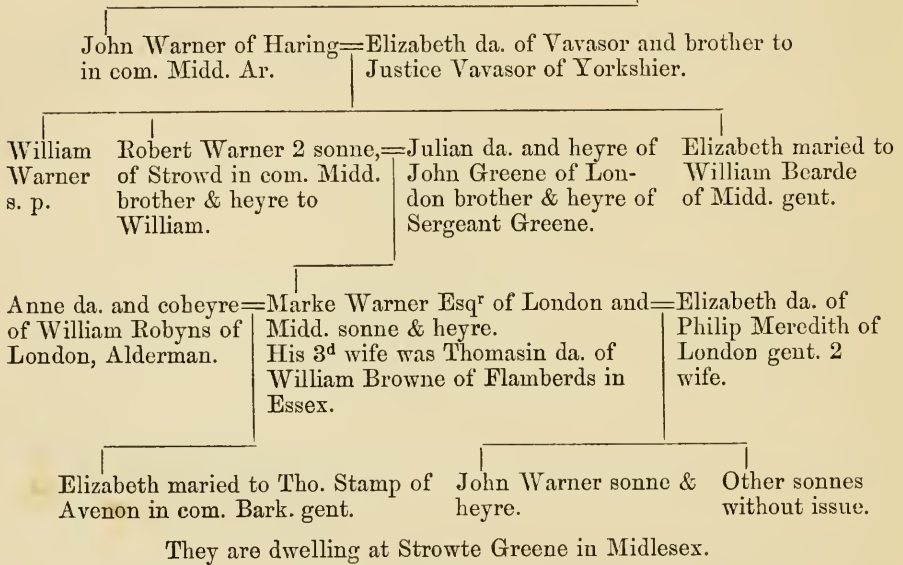 John Warner of Haring=Elizabeth da. of Vavasor and brother to
in com. Midd. Ar. Justice Vavasor of Yorkshier.
William
Warner
s. p.
Robert Warner 2 sonne,=Julian da. and heyre of
of Strowd in com. Midd. John Greene of Lon-
brother & heyre to don brother & heyre of
William. Sergeant Greene.
Elizabeth maried to
William Bearde
of Midd. gent.
Anne da. and coheyre=Marke Warner Esqʳ of London and=Elizabeth da. of
of William Robyns of Midd. sonne & heyre. Philip Meredith of
London, Alderman. His 3ᵈ wife was Thomasin da. of London gent. 2
William Browne of Flamberds in wife.
Essex.
Elizabeth maried to Tho. Stamp of
Avenon in com. Bark. gent.
John Warner sonne &
heyre.
Other sonnes
without issue.
They are dwelling at Strowte Greene in Midlesex.